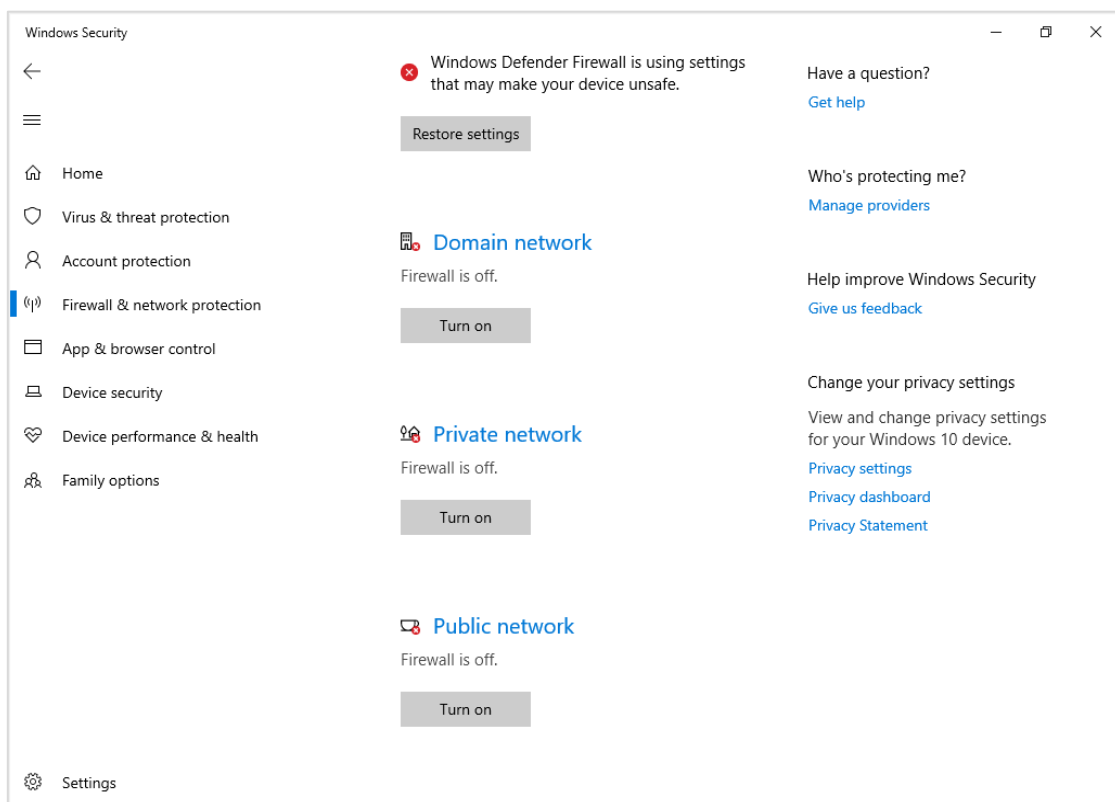 Windows Security
Home
Virus & threat protection
Account protection
Firewall & network protection
App & browser control
Device security
Device performance & health
Family options
Settings
Windows Defender Firewall is using settings
that may make your device unsafe.
Restore settings
Domain network
Firewall is off.
Turn on
Private network
Firewall is off.
Turn on
Public network
Firewall is off.
Turn on
Have a question?
Get help
Who's protecting me?
Manage providers
Help improve Windows Security
Give us feedback
Change your privacy settings
View and change privacy settings
for your Windows 10 device.
Privacy settings
Privacy dashboard
Privacy Statement